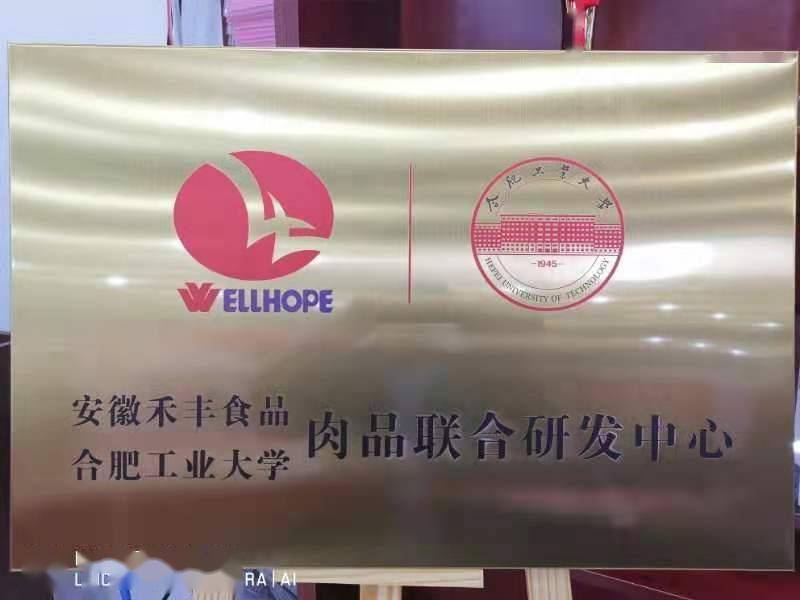 合肥工业大学
-1945-
HEFEI UNIVERSITY OF TECHNOLOGY
WELLHOPE
安徽禾丰食品
合肥工业大学
肉品联合研发中心